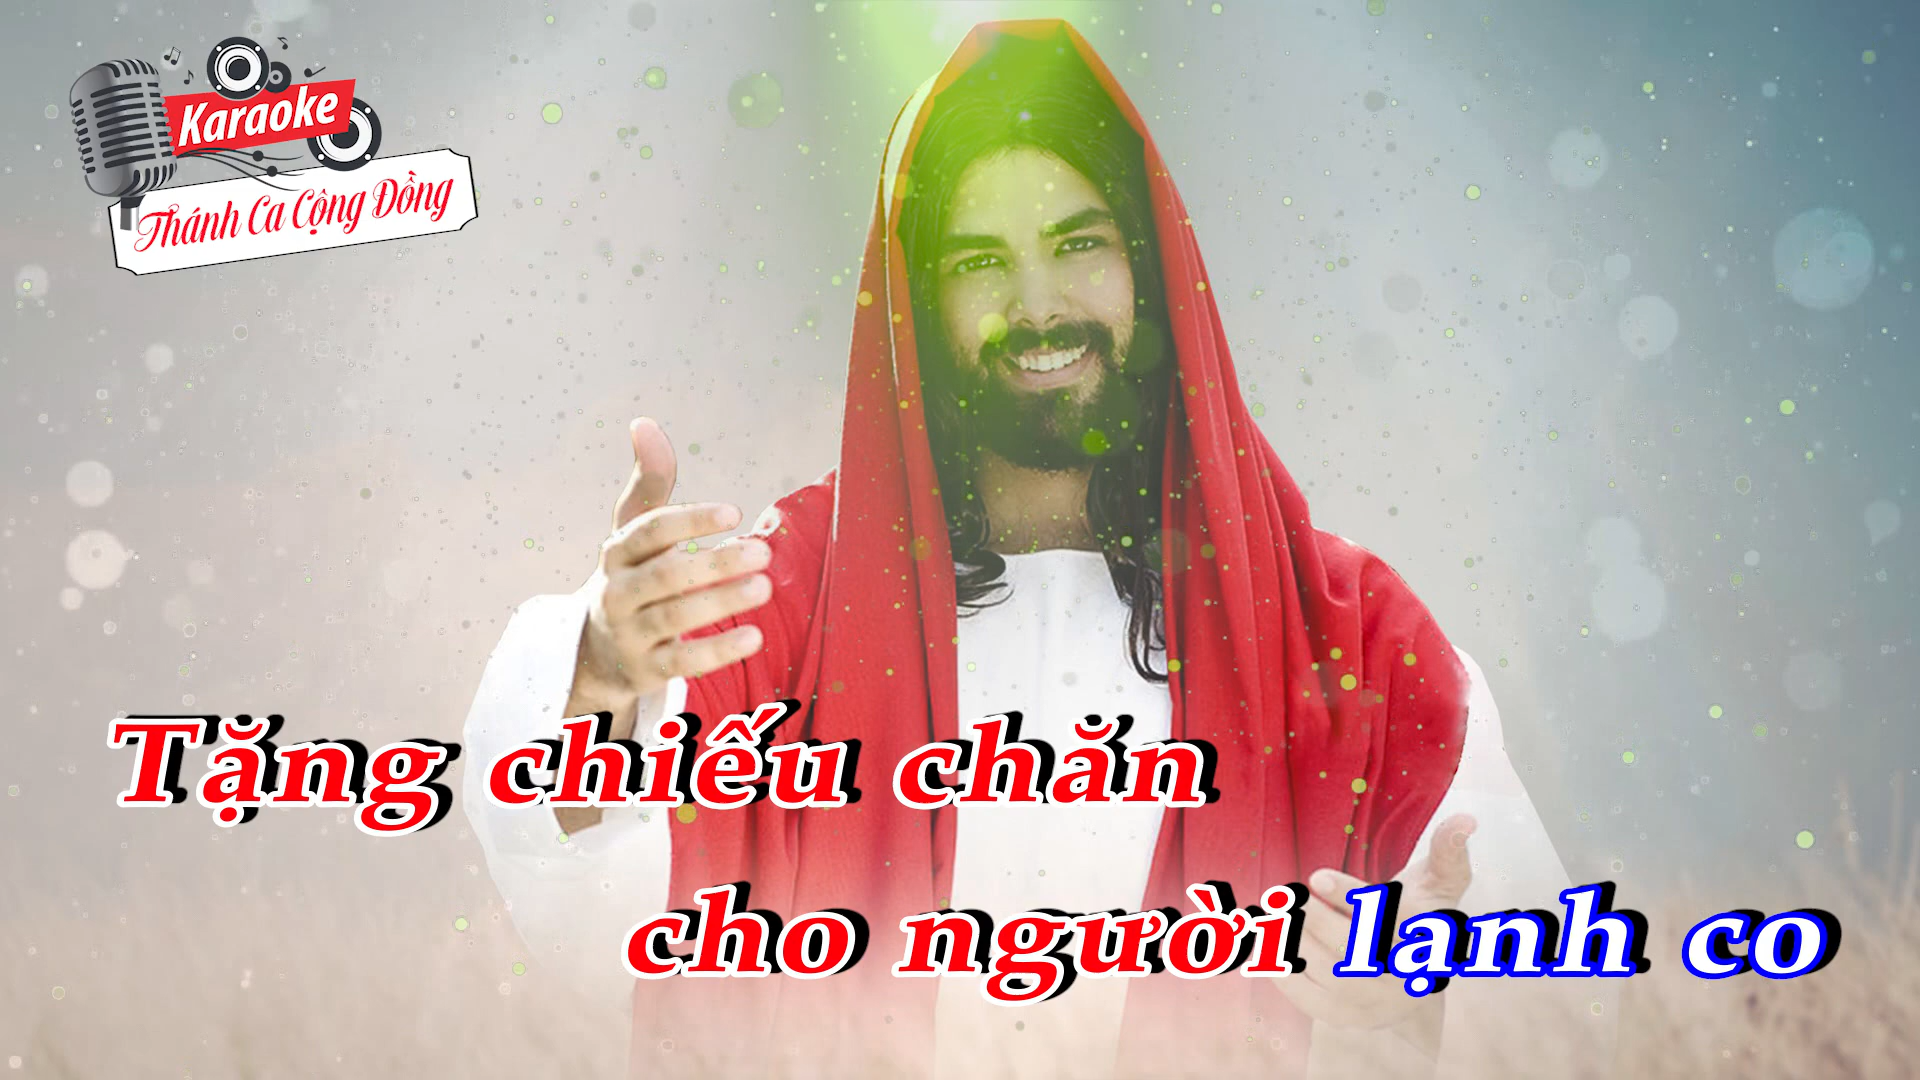 Karaoke
Thánh Ca Cộng Đồng
Tặng chiếu chăn
cho người lạnh co